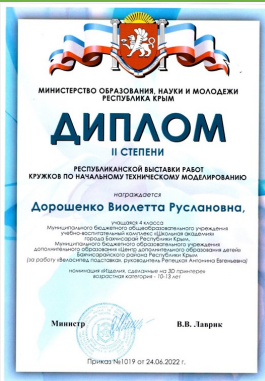 МИНИСТЕРСТВО ОБРАЗОВАНИЯ, НАУКИ И МОЛОДЕЖИ
РЕСПУБЛИКА КРЫМ
ДИПЛОМ
II СТЕПЕНИ
РЕСПУБЛИКАНСКОЙ ВЫСТАВКИ РАБОТ
КРУЖКОВ ПО НАЧАЛЬНОМУ ТЕХНИЧЕСКОМУ МОДЕЛИРОВАНИЮ
награждается
Дорошенко Виолетта Руслановна,
учащаяся 4 класса
Муниципального бюджетного общеобразовательного учреждения
учебно-воспитательный комплекс «Школьная академия»
города Бахчисарай Республики Крым,
Муниципального бюджетного образовательного учреждения
дополнительного образования «Центр дополнительного образования детей»
Бахчисарайского района Республики Крым
(за работу «Велосипед подставка», руководитель Репецкая Антонина Евгеньевна)
номинация «Изделия, сделанные на 3D принтере»
возрастная категория - 10-13 лет
Министр В.В. Лаврик
Приказ №1019 от 24.06.2022 г.